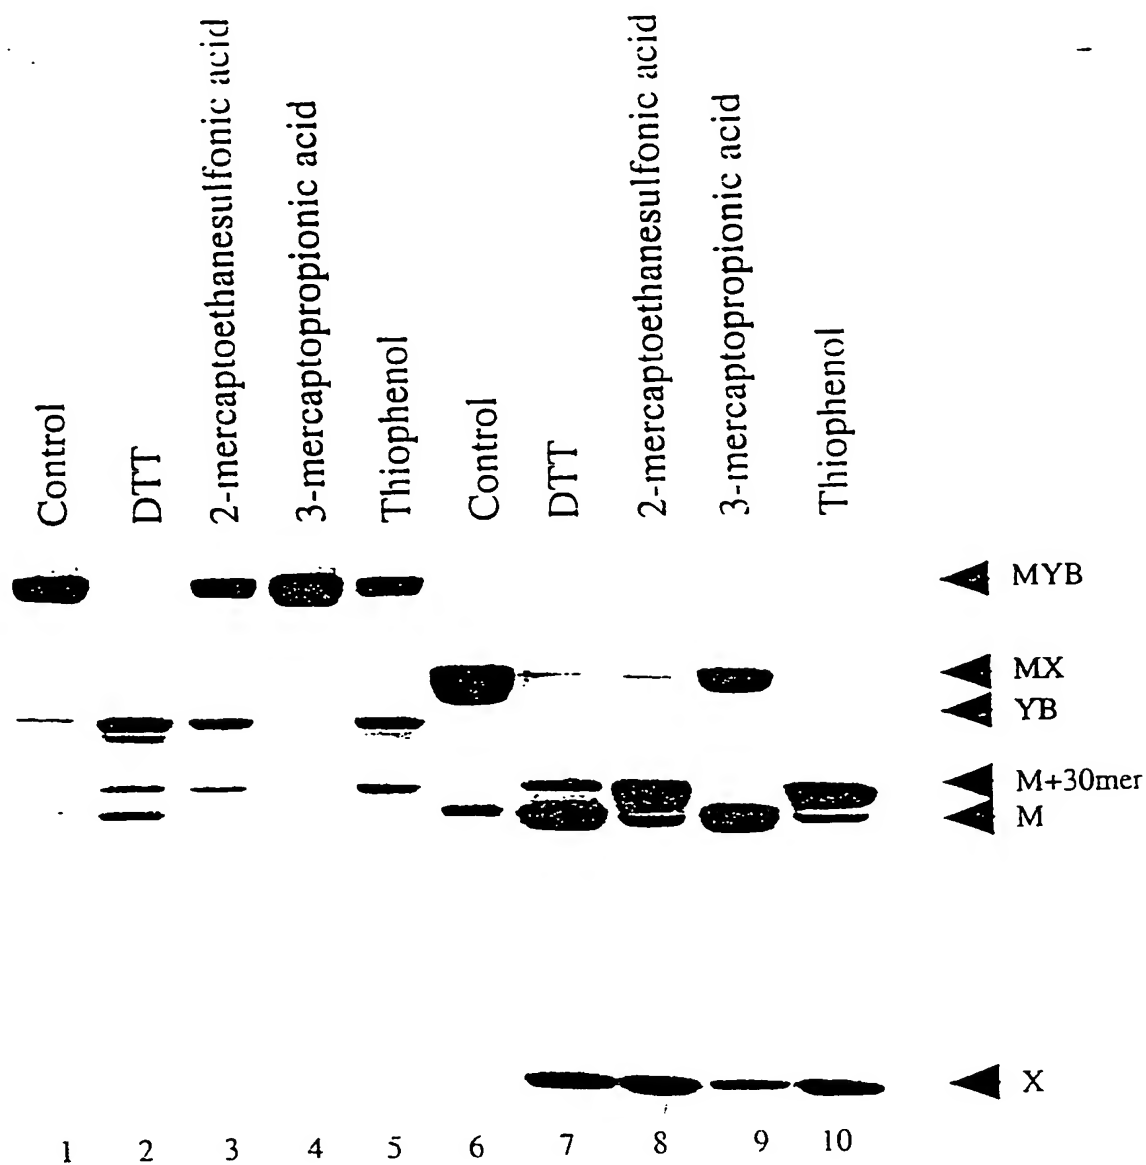 Control
DTT
2-mercaptoethanesulfonic acid
3-mercaptopropionic acid
Thiophenol
Control
DTT
2-mercaptoethanesulfonic acid
3-mercaptopropionic acid
Thiophenol
MYB
MX
YB
M+30mer
M
X
1 2 3 4 5 6 7 8 9 10